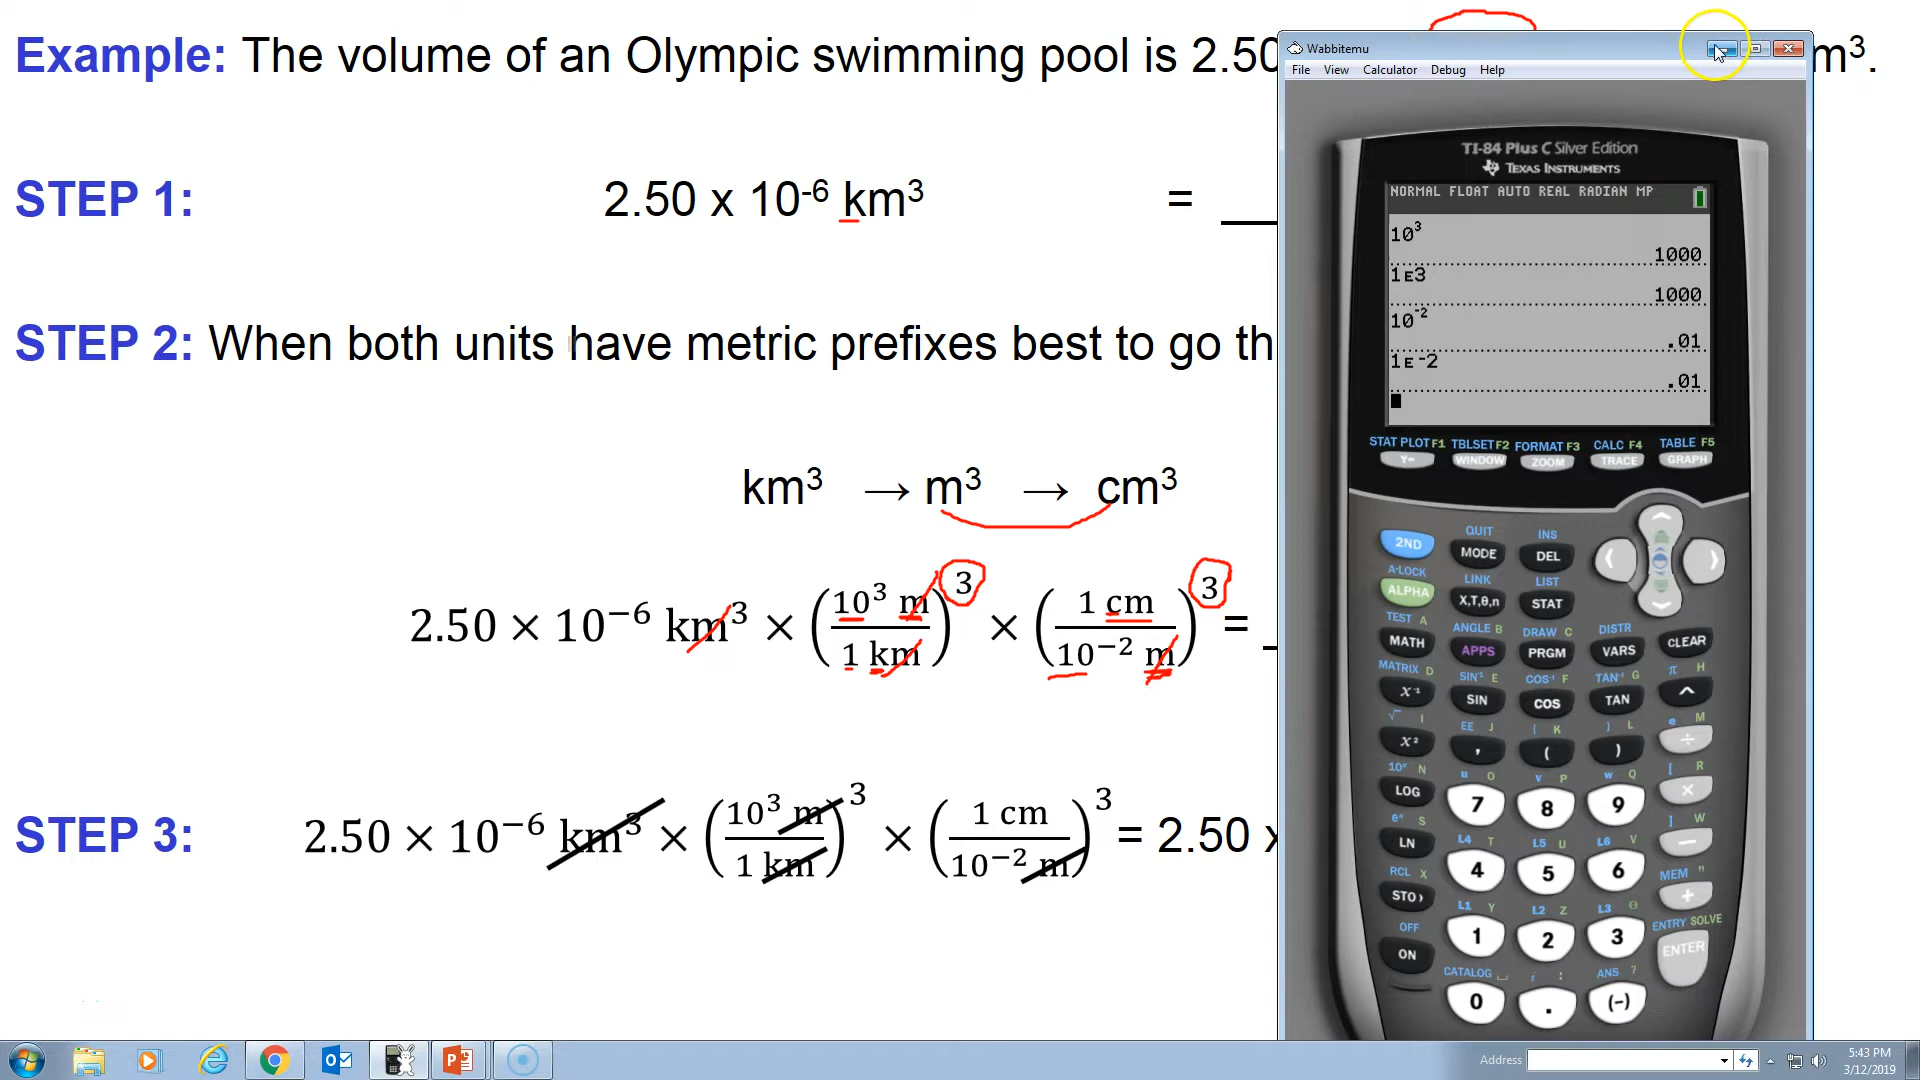 Example: The volume of an Olympic swimming pool is 2.50 m³.
STEP 1: 2.50 x 10⁻⁶ km³ = ___
STEP 2: When both units have metric prefixes best to go th
km³ → m³ → cm³
2.50 × 10⁻⁶ km³ × (10³ m / 1 km)³ × (1 cm / 10⁻² m)³ = _
STEP 3: 2.50 × 10⁻⁶ km³ × (10³ m / 1 km)³ × (1 cm / 10⁻² m)³ = 2.50 x
Wabbitemu
File View Calculator Debug Help
TI-84 Plus C Silver Edition
TEXAS INSTRUMENTS
NORMAL FLOAT AUTO REAL RADIAN MP
10³
1000
1ᴇ3
1000
10⁻²
.01
1ᴇ-2
.01
STAT PLOT F1 TBLSET F2 FORMAT F3 CALC F4 TABLE F5
Y= WINDOW ZOOM TRACE GRAPH
QUIT INS
2ND MODE DEL
A-LOCK LINK LIST
ALPHA X,T,θ,n STAT
TEST A ANGLE B DRAW C DISTR
MATH APPS PRGM VARS CLEAR
MATRIX D SIN⁻¹ E COS⁻¹ F TAN⁻¹ G π H
X⁻¹ SIN COS TAN ^
√ I EE J { K } L e M
X² , ( ) ÷
10ˣ N u O v P w Q [ R
LOG 7 8 9 ×
eˣ S L4 T L5 U L6 V ] W
LN 4 5 6 −
RCL X L1 Y L2 Z L3 θ MEM "
STO› 1 2 3 +
OFF CATALOG i : ANS ? ENTRY SOLVE
ON 0 . (-) ENTER
Address
5:43 PM
3/12/2019